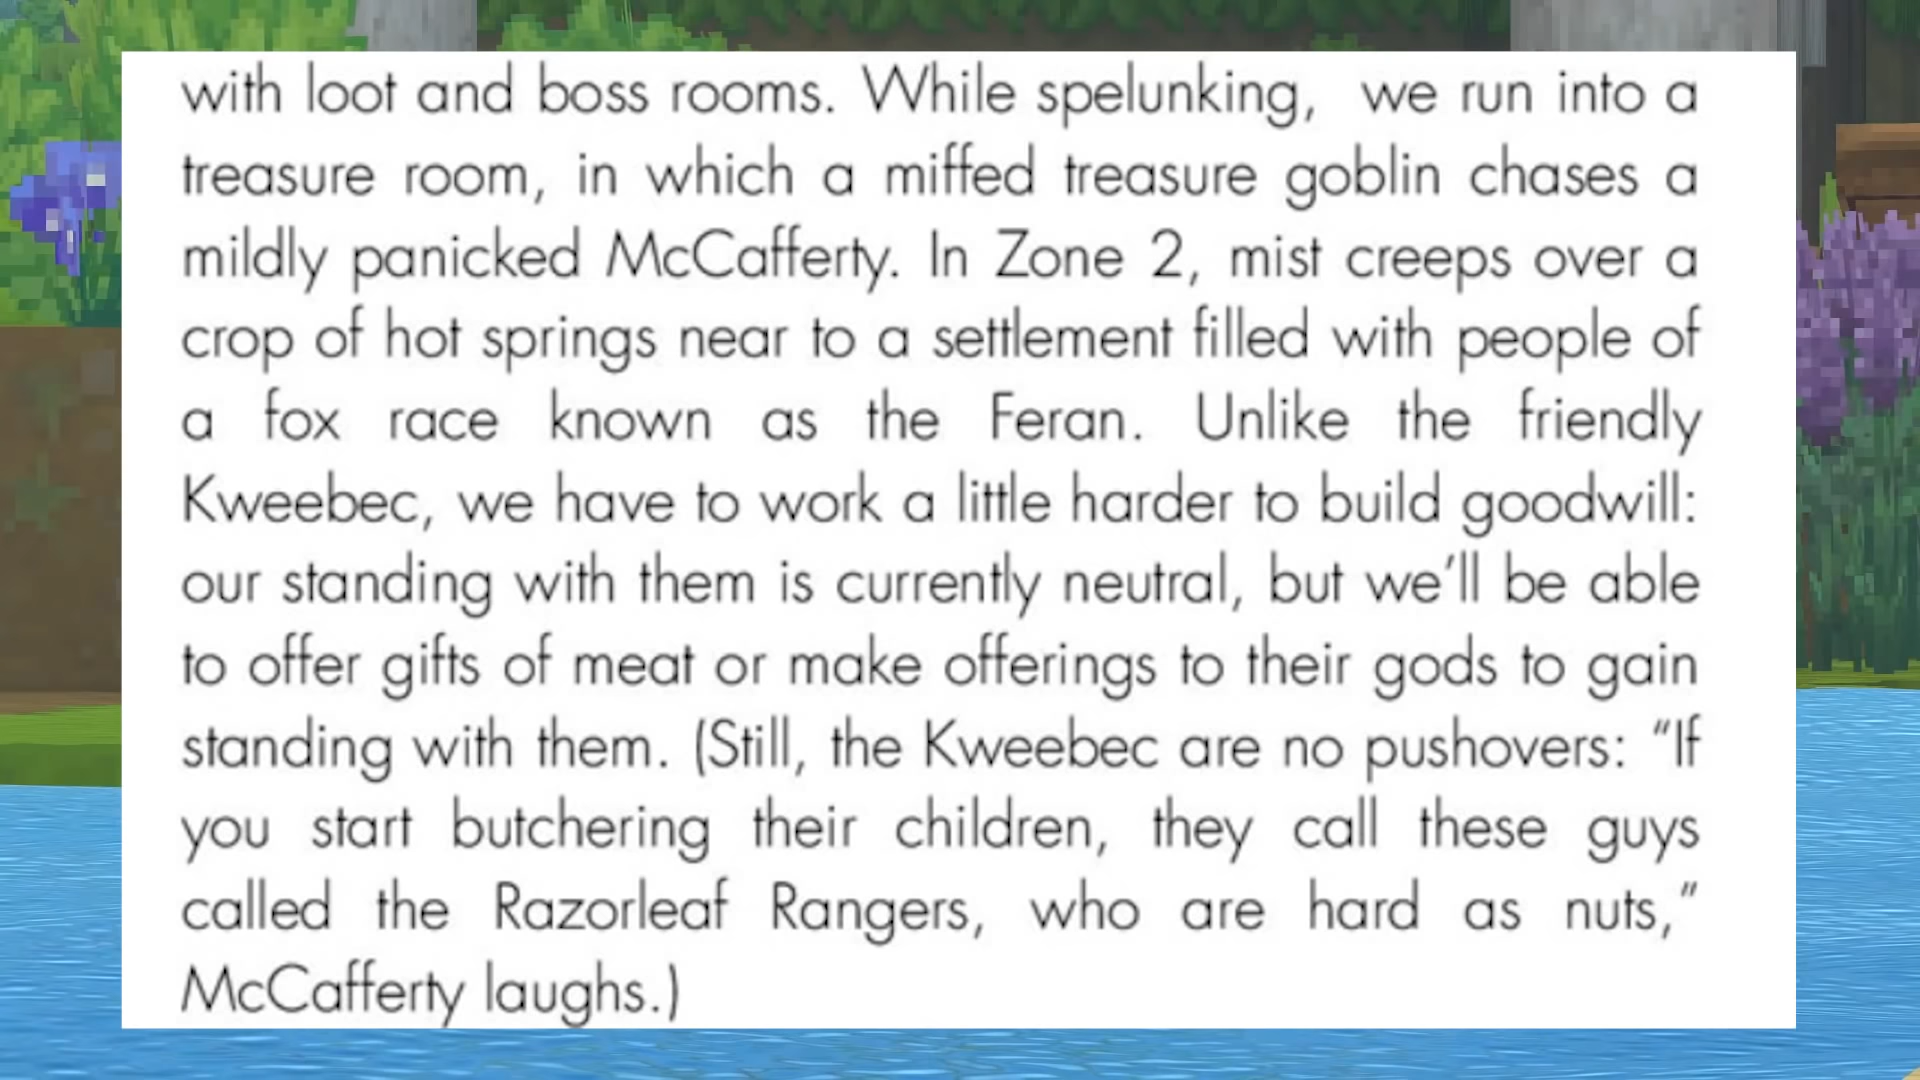 with loot and boss rooms. While spelunking, we run into a
treasure room, in which a miffed treasure goblin chases a
mildly panicked McCafferty. In Zone 2, mist creeps over a
crop of hot springs near to a settlement filled with people of
a fox race known as the Feran. Unlike the friendly
Kweebec, we have to work a little harder to build goodwill:
our standing with them is currently neutral, but we’ll be able
to offer gifts of meat or make offerings to their gods to gain
standing with them. (Still, the Kweebec are no pushovers: “If
you start butchering their children, they call these guys
called the Razorleaf Rangers, who are hard as nuts,”
McCafferty laughs.)